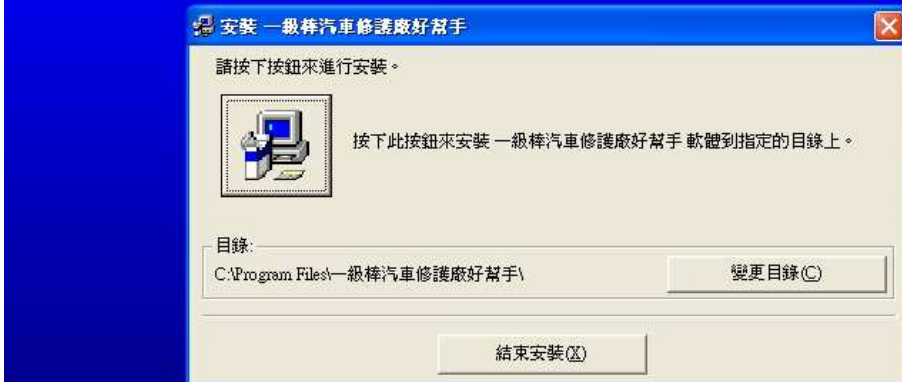 安裝 一級棒汽車修護廠好幫手
請按下按鈕來進行安裝。
按下此按鈕來安裝 一級棒汽車修護廠好幫手 軟體到指定的目錄上。
目錄:
C:\Program Files\一級棒汽車修護廠好幫手\
變更目錄(C)
結束安裝(X)